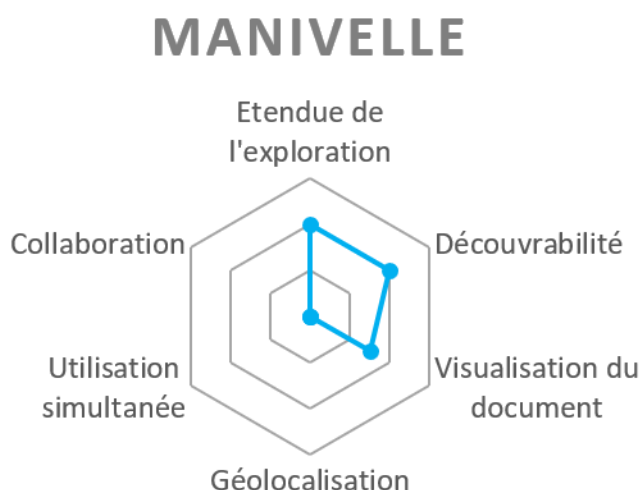 MANIVELLE
Etendue de
l'exploration
Collaboration
Découvrabilité
Utilisation
simultanée
Visualisation du
document
Géolocalisation